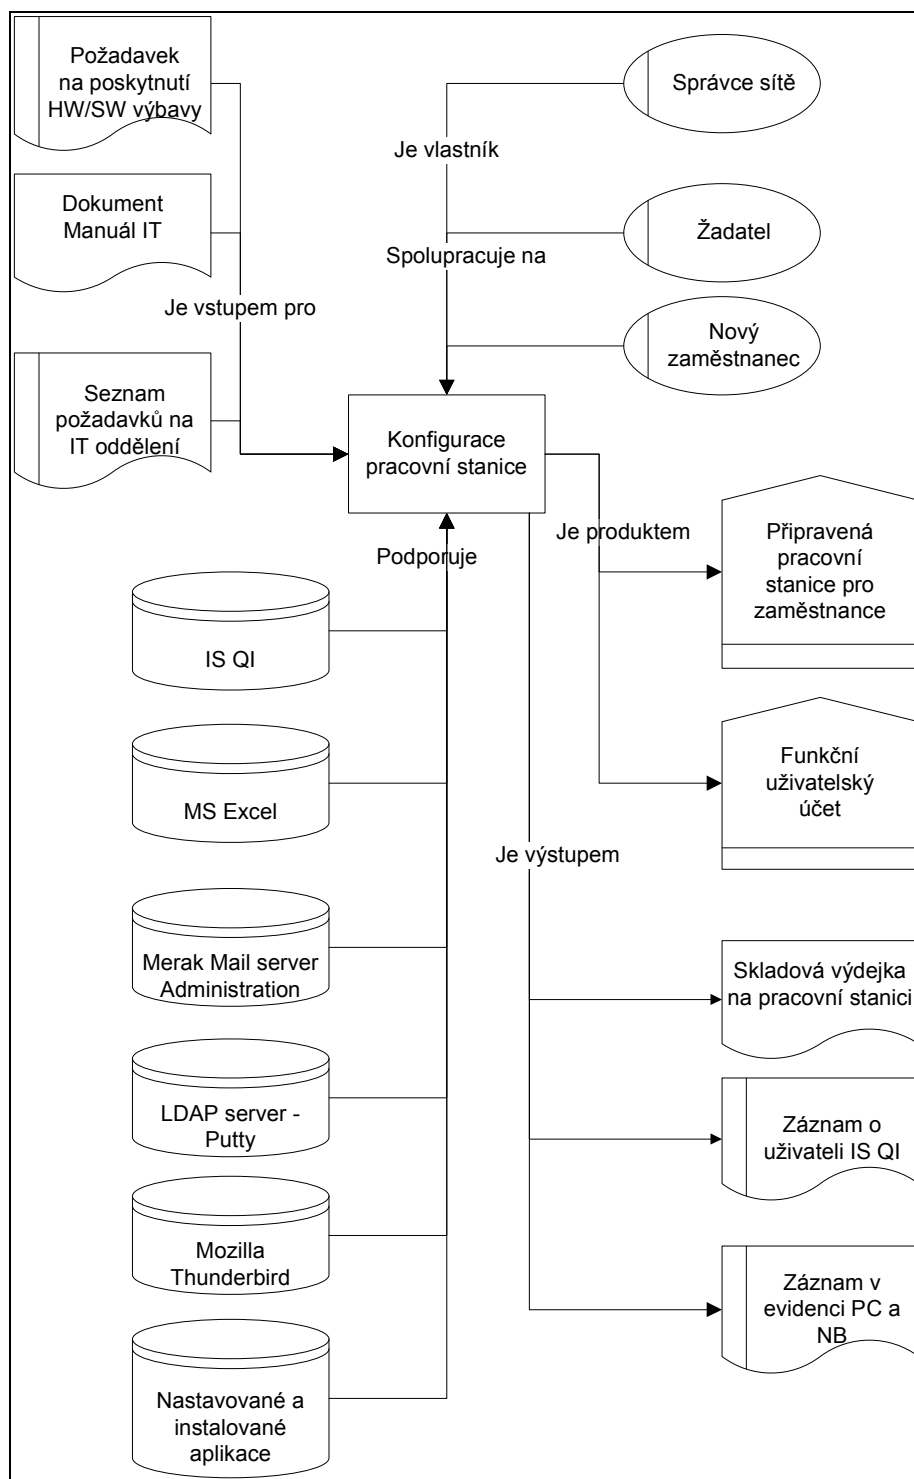 Požadavek
na poskytnutí
HW/SW výbavy
Správce sítě
Je vlastník
Dokument
Manuál IT
Žadatel
Spolupracuje na
Je vstupem pro
Nový
zaměstnanec
Seznam
požadavků na
IT oddělení
Konfigurace
pracovní stanice
Je produktem
Připravená
pracovní
stanice pro
zaměstnance
Podporuje
IS QI
Funkční
uživatelský
účet
MS Excel
Je výstupem
Merak Mail server
Administration
Skladová výdejka
na pracovní stanici
LDAP server -
Putty
Záznam o
uživateli IS QI
Mozilla
Thunderbird
Záznam v
evidenci PC a
NB
Nastavované a
instalované
aplikace